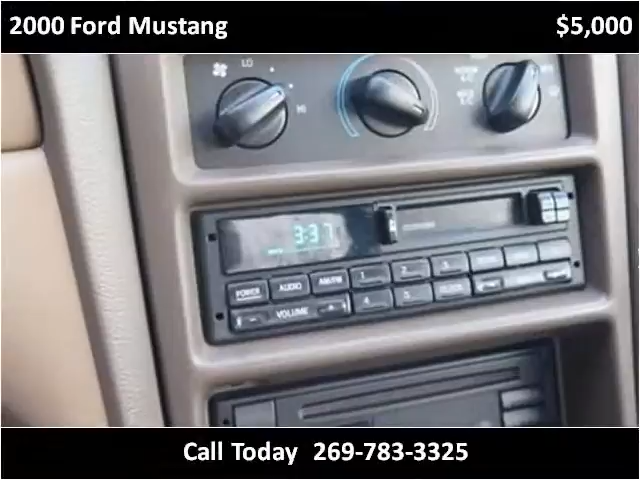 2000 Ford Mustang $5,000
LO
HI
3:37
POWER AUDIO AM/FM 1 2 3
- VOLUME + 4 5
Call Today 269-783-3325